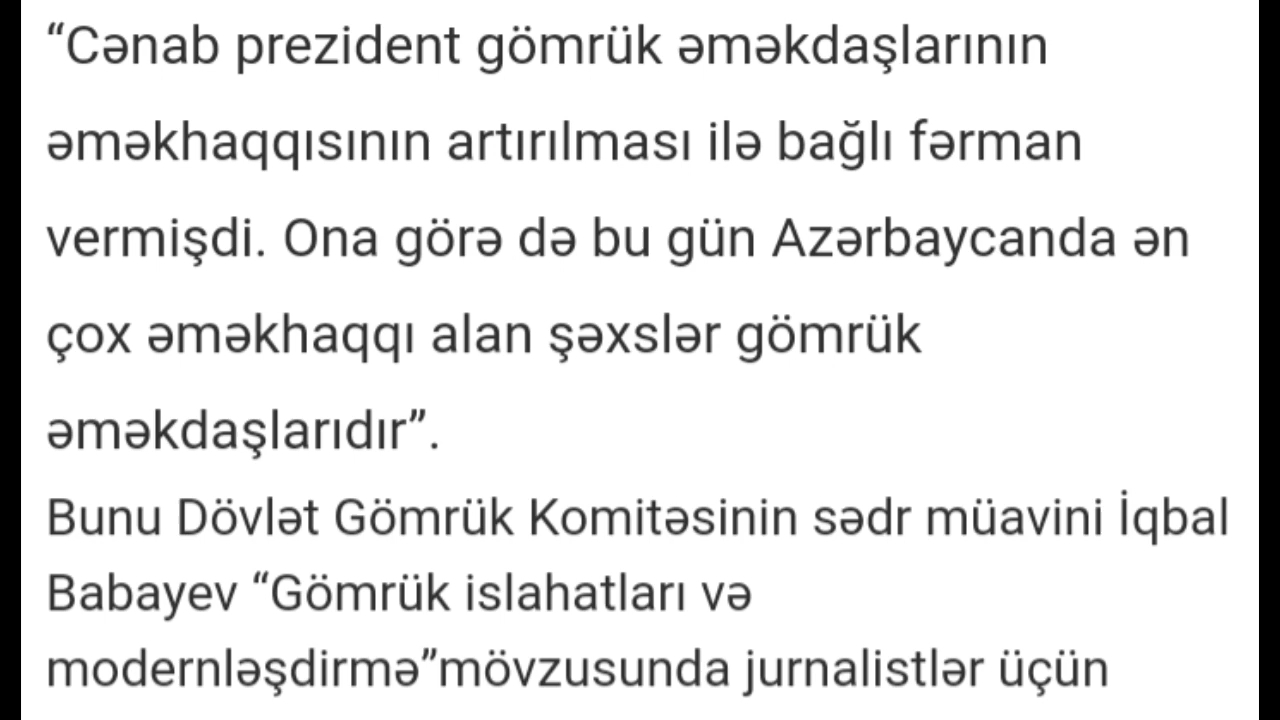 “Cənab prezident gömrük əməkdaşlarının
əməkhaqqısının artırılması ilə bağlı fərman
vermişdi. Ona görə də bu gün Azərbaycanda ən
çox əməkhaqqı alan şəxslər gömrük
əməkdaşlarıdır”.
Bunu Dövlət Gömrük Komitəsinin sədr müavini İqbal
Babayev “Gömrük islahatları və
modernləşdirmə”mövzusunda jurnalistlər üçün